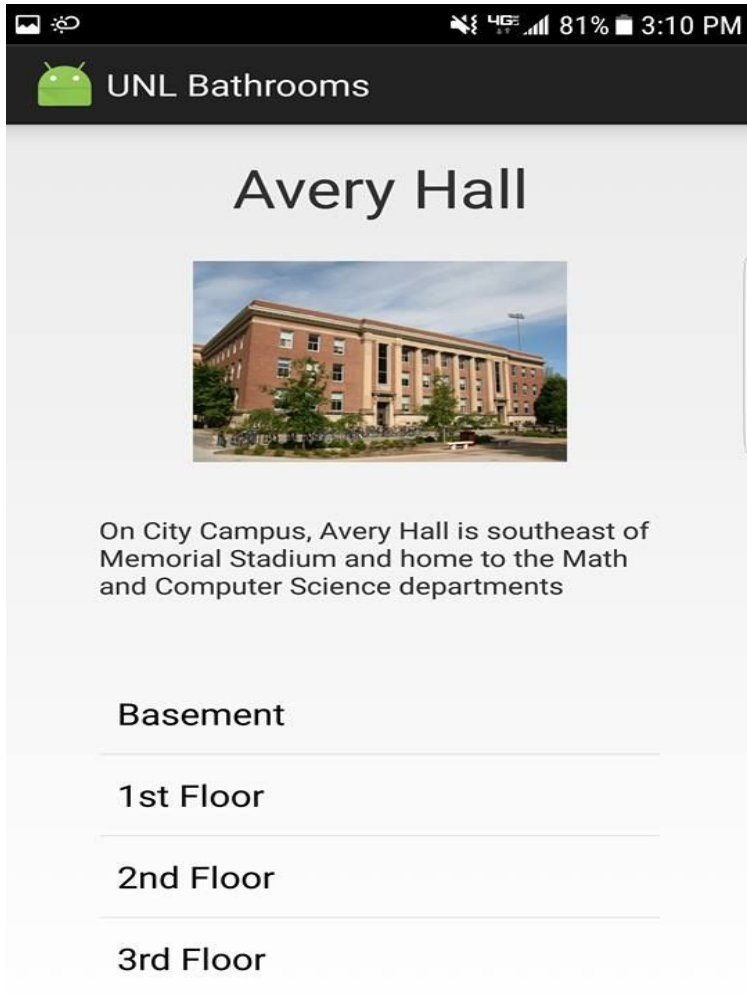 4G 81% 3:10 PM
UNL Bathrooms
Avery Hall
On City Campus, Avery Hall is southeast of
Memorial Stadium and home to the Math
and Computer Science departments
Basement
1st Floor
2nd Floor
3rd Floor